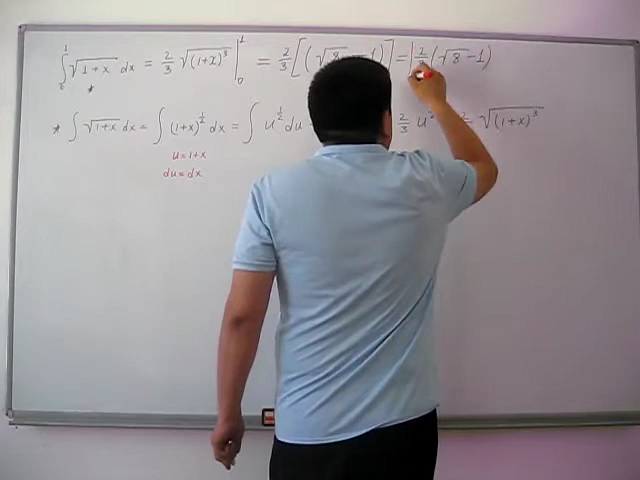 ∫₀¹ √(1+x) dx = 2/3 √((1+x)³) |₀¹ = 2/3 [(√8 - 1)] = 2/3 (√8 - 1)
* 
* ∫ √(1+x) dx = ∫ (1+x)^(1/2) dx = ∫ u^(1/2) du 2/3 u √((1+x)³)
u = 1+x
du = dx